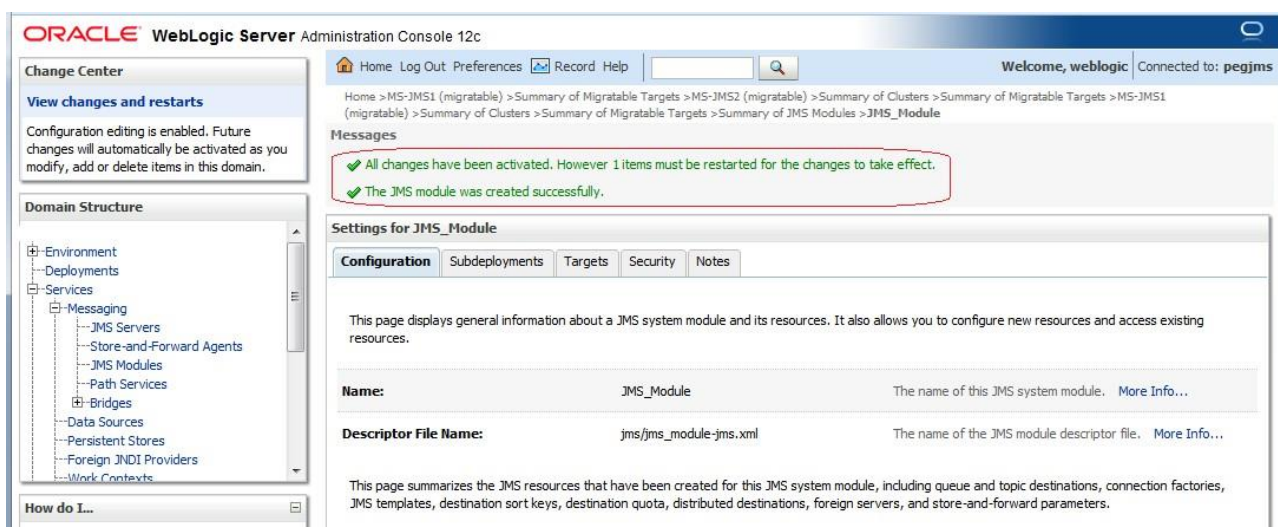 ORACLE WebLogic Server Administration Console 12c
Change Center
View changes and restarts
Configuration editing is enabled. Future
changes will automatically be activated as you
modify, add or delete items in this domain.
Domain Structure
Environment
Deployments
Services
Messaging
JMS Servers
Store-and-Forward Agents
JMS Modules
Path Services
Bridges
Data Sources
Persistent Stores
Foreign JNDI Providers
Work Contexts
How do I...
Home Log Out Preferences Record Help
Welcome, weblogic Connected to: pegjms
Home >MS-JMS1 (migratable) >Summary of Migratable Targets >MS-JMS2 (migratable) >Summary of Clusters >Summary of Migratable Targets >MS-JMS1
(migratable) >Summary of Clusters >Summary of Migratable Targets >Summary of JMS Modules >JMS_Module
Messages
All changes have been activated. However 1 items must be restarted for the changes to take effect.
The JMS module was created successfully.
Settings for JMS_Module
Configuration Subdeployments Targets Security Notes
This page displays general information about a JMS system module and its resources. It also allows you to configure new resources and access existing
resources.
Name: JMS_Module The name of this JMS system module. More Info...
Descriptor File Name: jms/jms_module-jms.xml The name of the JMS module descriptor file. More Info...
This page summarizes the JMS resources that have been created for this JMS system module, including queue and topic destinations, connection factories,
JMS templates, destination sort keys, destination quota, distributed destinations, foreign servers, and store-and-forward parameters.